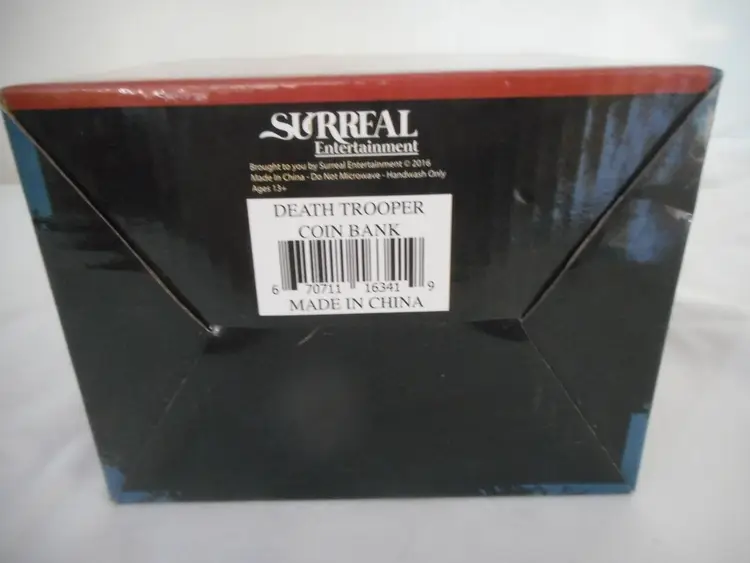 SURREAL
Entertainment
Brought to you by Surreal Entertainment © 2016
Made In China - Do Not Microwave - Handwash Only
Ages 13+
DEATH TROOPER
COIN BANK
6 70711 16341 9
MADE IN CHINA